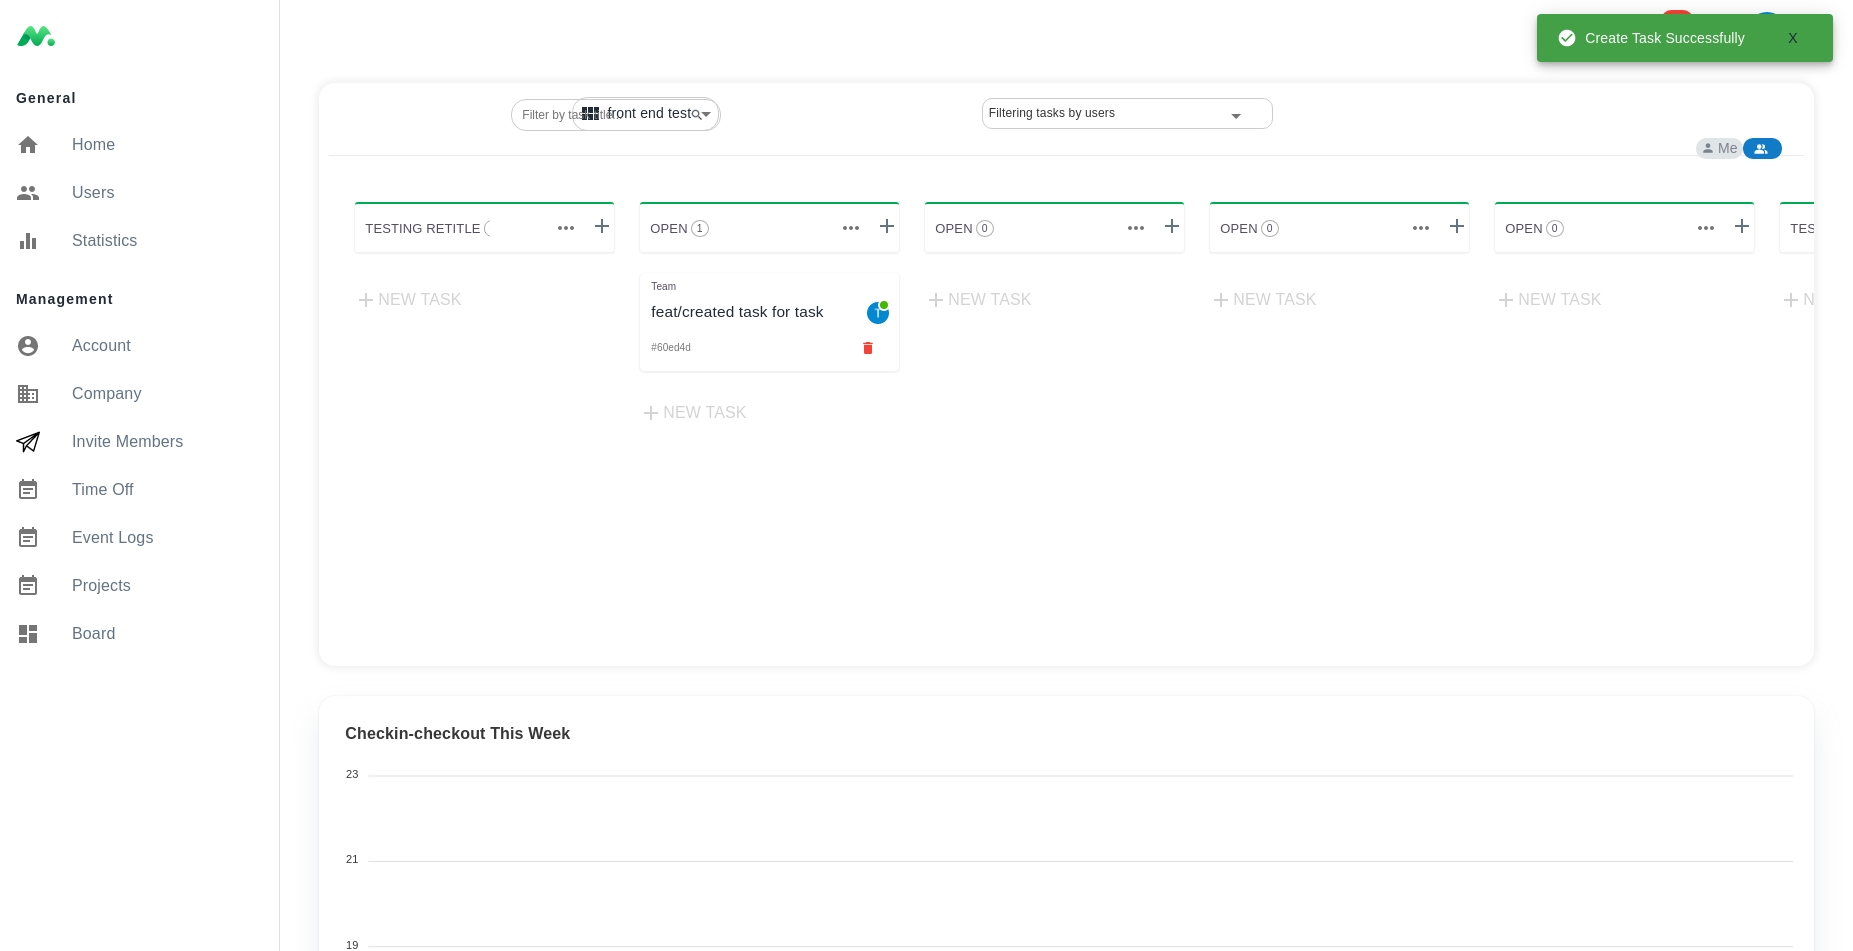 Create Task Successfully
X
General
Home
Users
Statistics
Management
Account
Company
Invite Members
Time Off
Event Logs
Projects
Board
Filter by task title...
front end test
Filtering tasks by users
Me
TESTING RETITLE
OPEN 1
OPEN 0
OPEN 0
OPEN 0
TES
NEW TASK
Team
feat/created task for task
T
#60ed4d
NEW TASK
NEW TASK
NEW TASK
NEW TASK
N
Checkin-checkout This Week
23
21
19